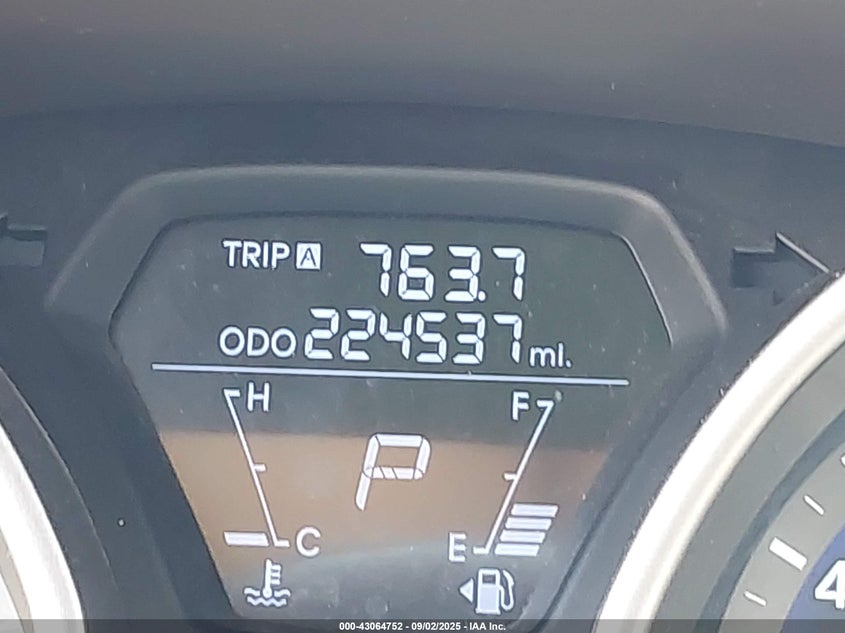 TRIP A 763.7
ODO 224537 mi.
H F
P
C E
4
000-43064752 - 09/02/2025 - IAA Inc.